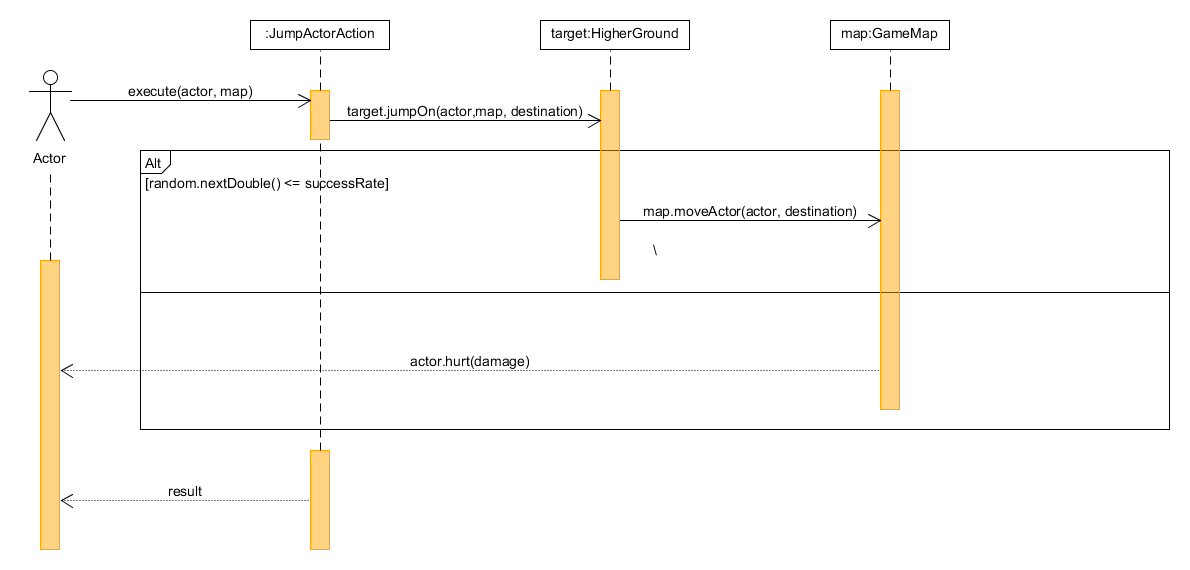 :JumpActorAction
target:HigherGround
map:GameMap
execute(actor, map)
target.jumpOn(actor,map, destination)
Actor
Alt
[random.nextDouble() <= successRate]
map.moveActor(actor, destination)
\
actor.hurt(damage)
result